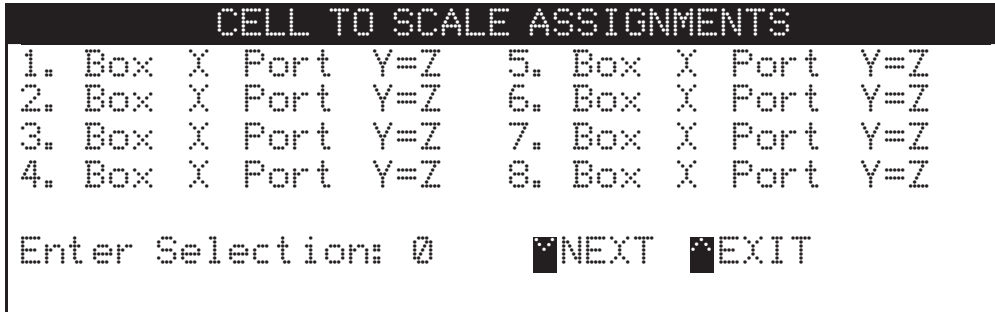 CELL TO SCALE ASSIGNMENTS
1. Box X Port Y=Z 5. Box X Port Y=Z
2. Box X Port Y=Z 6. Box X Port Y=Z
3. Box X Port Y=Z 7. Box X Port Y=Z
4. Box X Port Y=Z 8. Box X Port Y=Z
Enter Selection: 0 ˅NEXT ^EXIT